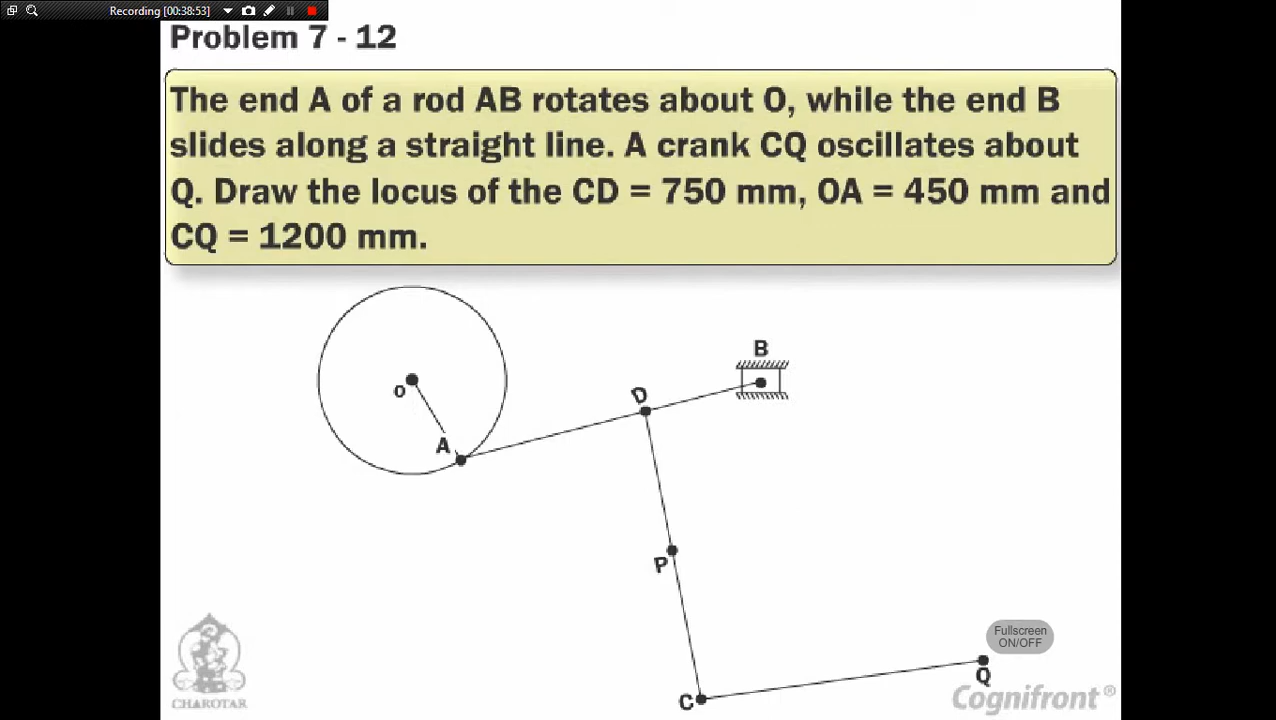 Recording [00:38:53]
Problem 7 - 12
The end A of a rod AB rotates about O, while the end B
slides along a straight line. A crank CQ oscillates about
Q. Draw the locus of the CD = 750 mm, OA = 450 mm and
CQ = 1200 mm.
B
D
O
A
P
Fullscreen
ON/OFF
Q
C
CHAROTAR
Cognifront®